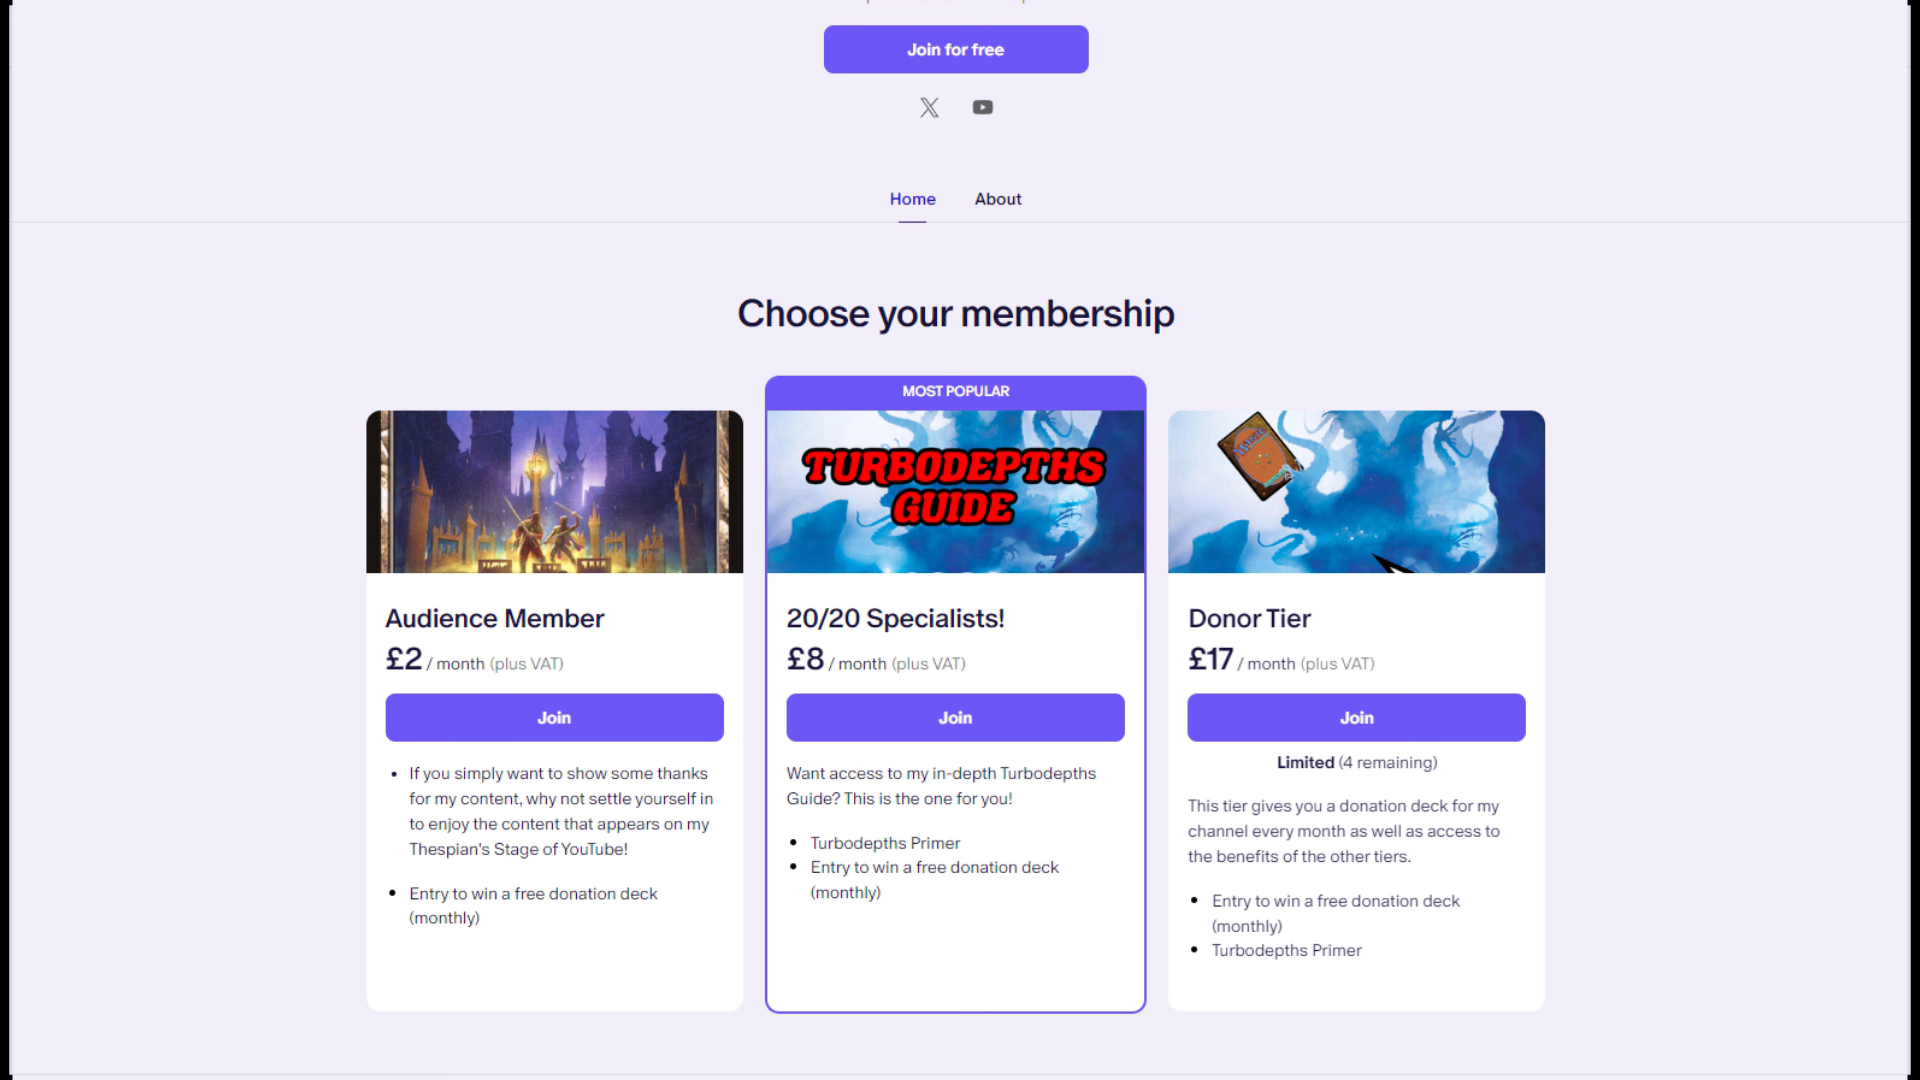 Join for free
Home
About
Choose your membership
MOST POPULAR
TURBODEPTHS
GUIDE
Audience Member
£2 / month (plus VAT)
Join
• If you simply want to show some thanks
for my content, why not settle yourself in
to enjoy the content that appears on my
Thespian's Stage of YouTube!
• Entry to win a free donation deck
(monthly)
20/20 Specialists!
£8 / month (plus VAT)
Join
Want access to my in-depth Turbodepths
Guide? This is the one for you!
• Turbodepths Primer
• Entry to win a free donation deck
(monthly)
Donor Tier
£17 / month (plus VAT)
Join
Limited (4 remaining)
This tier gives you a donation deck for my
channel every month as well as access to
the benefits of the other tiers.
• Entry to win a free donation deck
(monthly)
• Turbodepths Primer